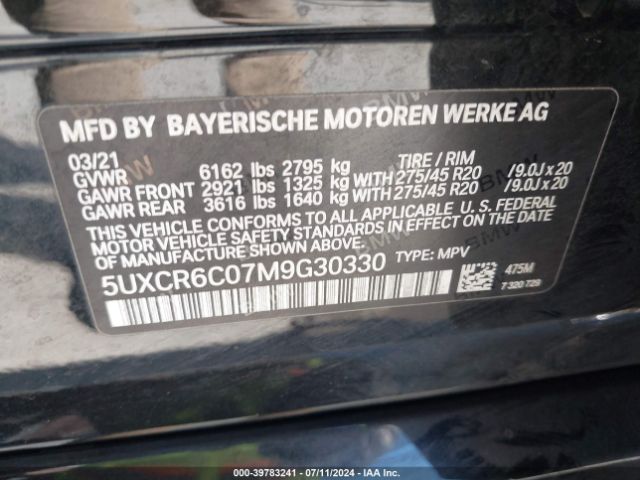 MFD BY BAYERISCHE MOTOREN WERKE AG
03/21 TIRE / RIM
GVWR 6162 lbs 2795 kg
GAWR FRONT 2921 lbs 1325 kg WITH 275/45 R20 / 9.0J x 20
GAWR REAR 3616 lbs 1640 kg WITH 275/45 R20 / 9.0J x 20
THIS VEHICLE CONFORMS TO ALL APPLICABLE U. S. FEDERAL
MOTOR VEHICLE SAFETY STANDARDS IN EFFECT ON THE DATE
OF MANUFACTURE SHOWN ABOVE.
5UXCR6C07M9G30330 TYPE: MPV
475M
7 320 729
000-39783241 - 07/11/2024 - IAA Inc.